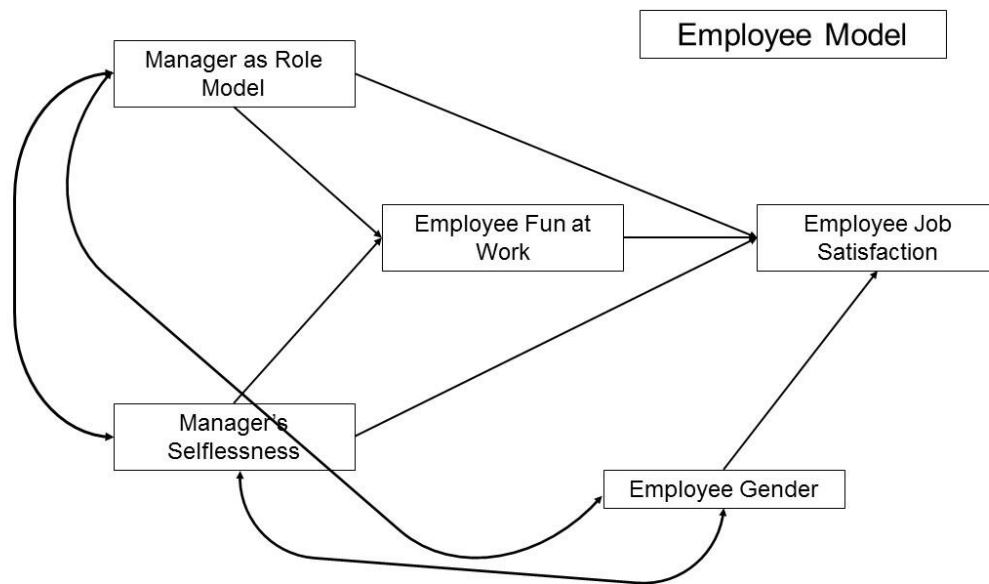 Employee Model
Manager as Role
Model
Employee Fun at
Work
Employee Job
Satisfaction
Manager's
Selflessness
Employee Gender